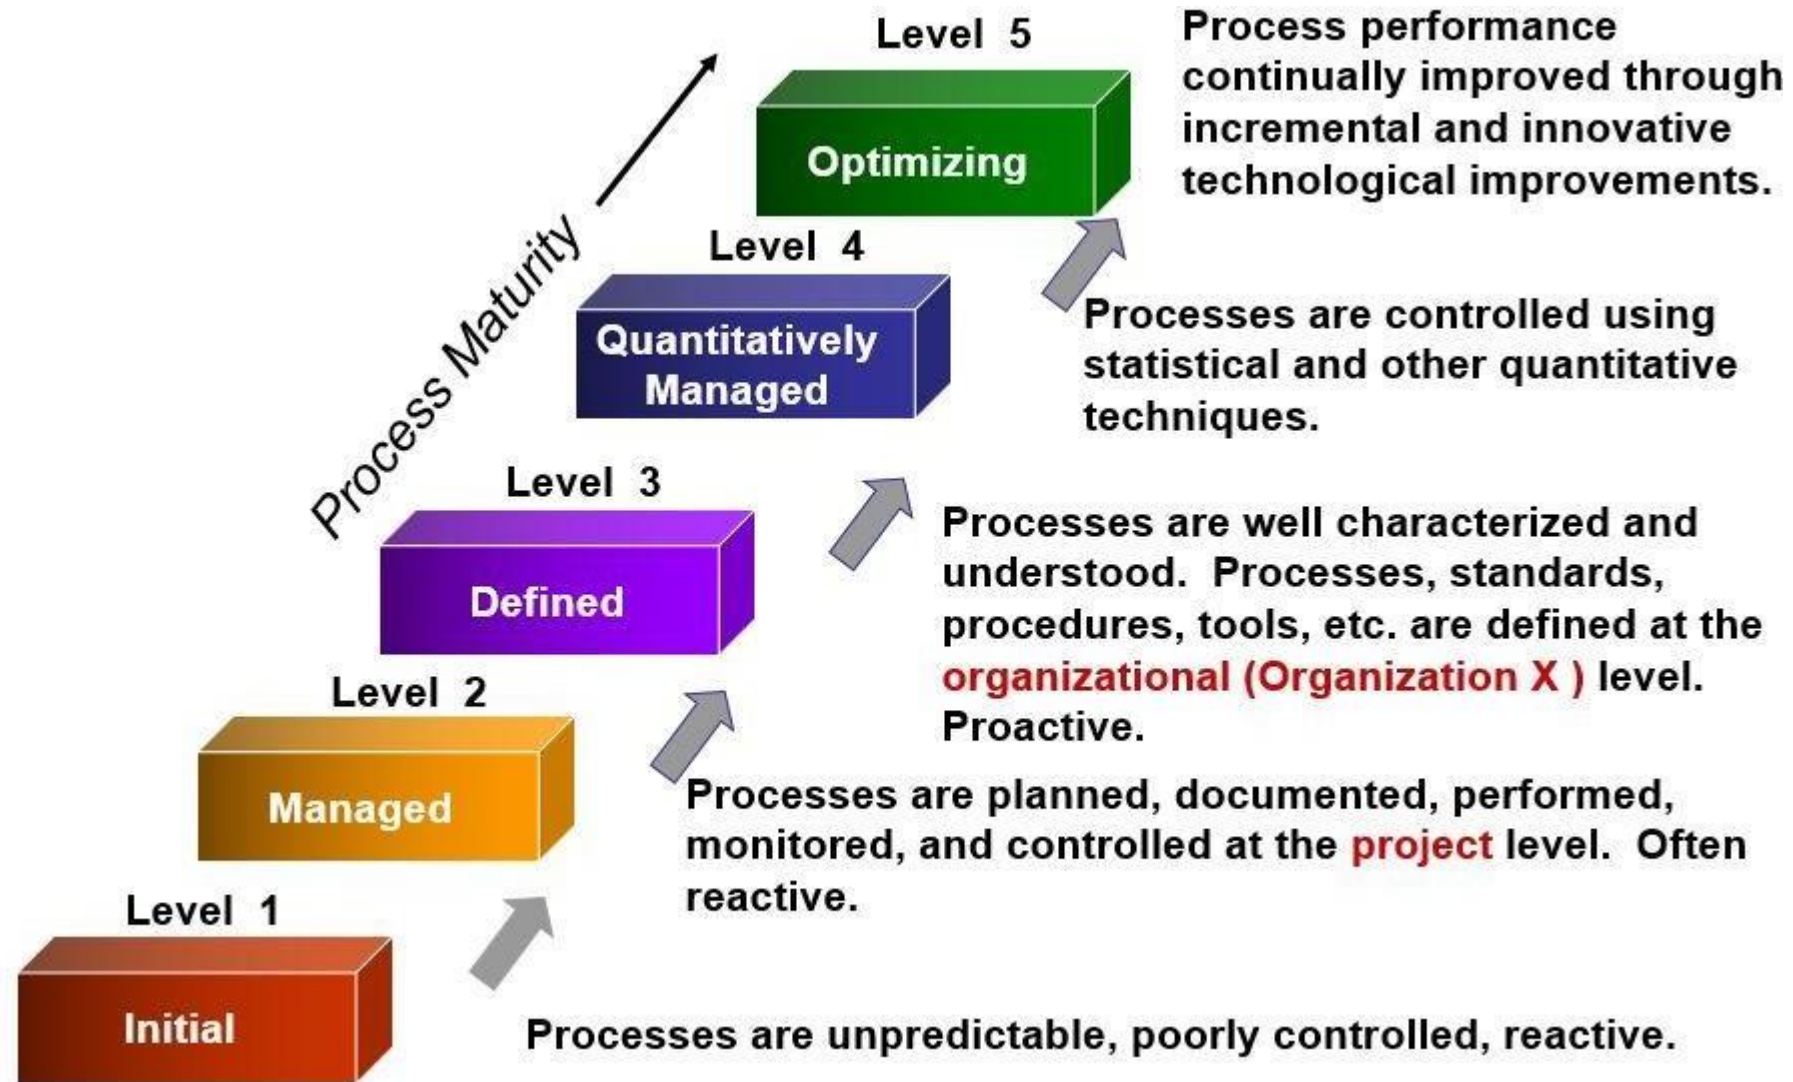 Level 5
Optimizing
Process performance
continually improved through
incremental and innovative
technological improvements.
Process Maturity
Level 4
Quantitatively
Managed
Processes are controlled using
statistical and other quantitative
techniques.
Level 3
Defined
Processes are well characterized and
understood. Processes, standards,
procedures, tools, etc. are defined at the
organizational (Organization X ) level.
Proactive.
Level 2
Managed
Processes are planned, documented, performed,
monitored, and controlled at the project level. Often
reactive.
Level 1
Initial
Processes are unpredictable, poorly controlled, reactive.